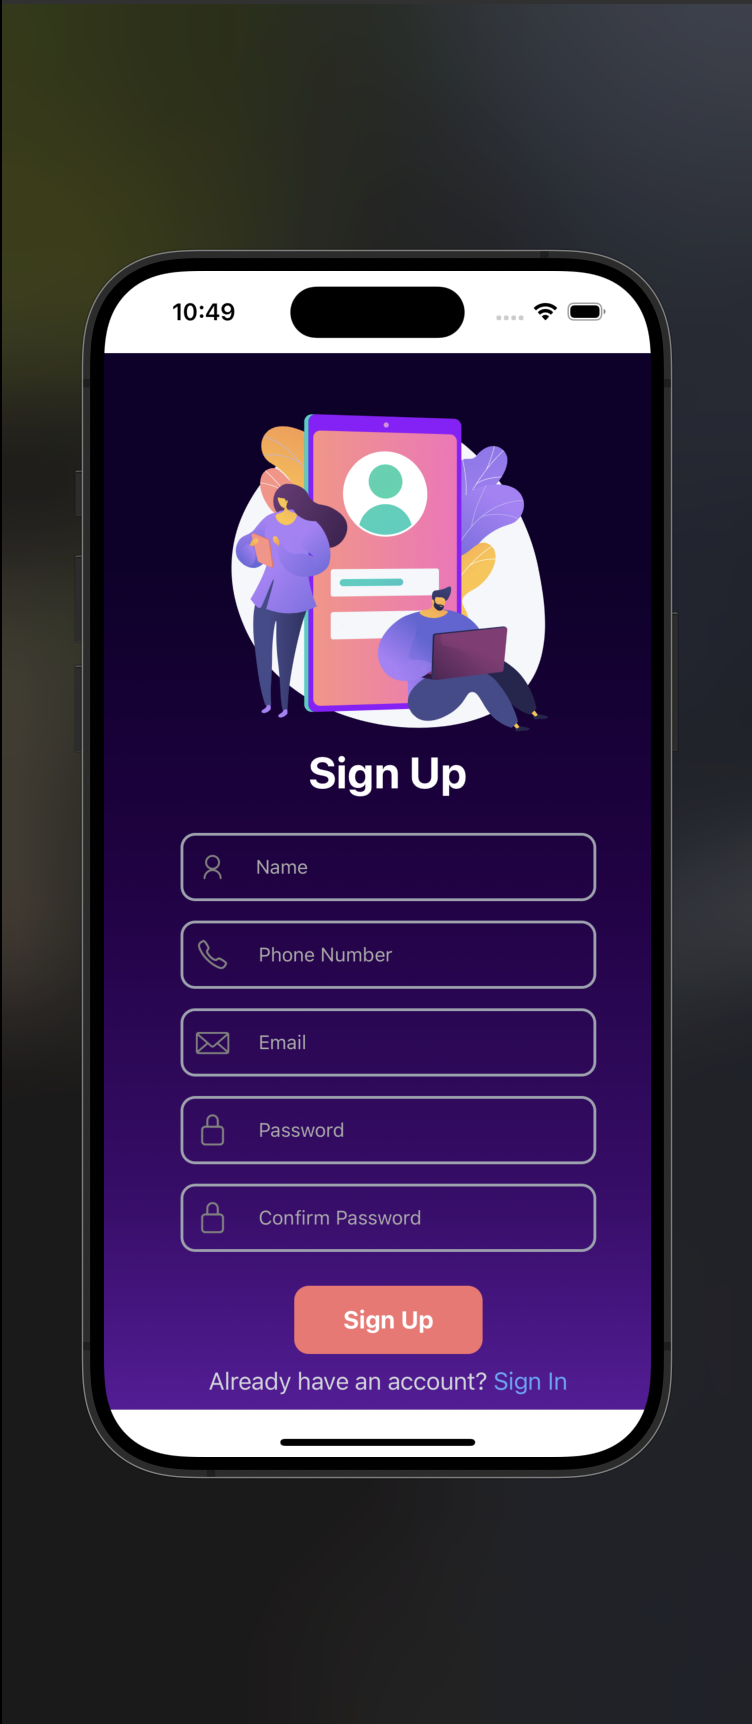 10:49
Sign Up
Name
Phone Number
Email
Password
Confirm Password
Sign Up
Already have an account? Sign In